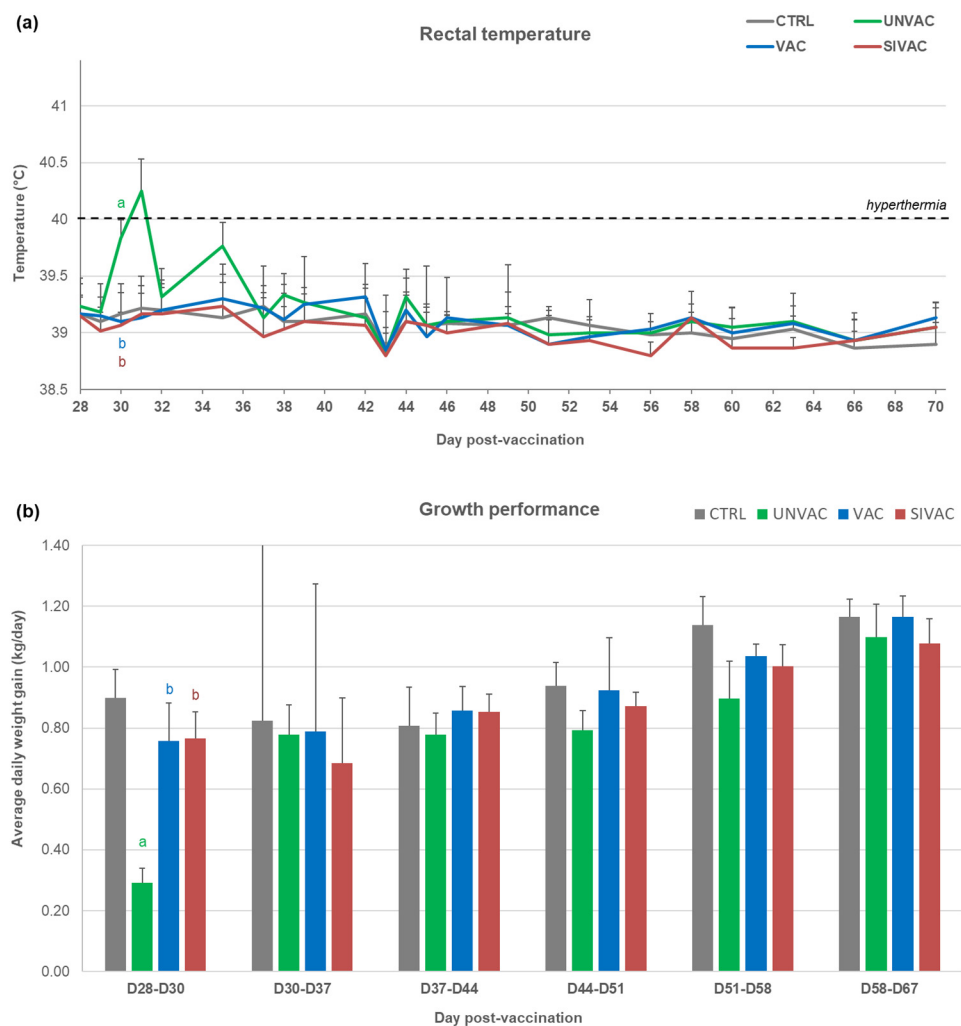 (a)
Rectal temperature
CTRL UNVAC
VAC SIVAC
Temperature (°C)
41
40.5
40
39.5
39
38.5
hyperthermia
a
b
b
28 30 32 34 36 38 40 42 44 46 48 50 52 54 56 58 60 62 64 66 68 70
Day post-vaccination
(b)
Growth performance
CTRL UNVAC VAC SIVAC
Average daily weight gain (kg/day)
1.40
1.20
1.00
0.80
0.60
0.40
0.20
0.00
a
b
b
D28-D30 D30-D37 D37-D44 D44-D51 D51-D58 D58-D67
Day post-vaccination